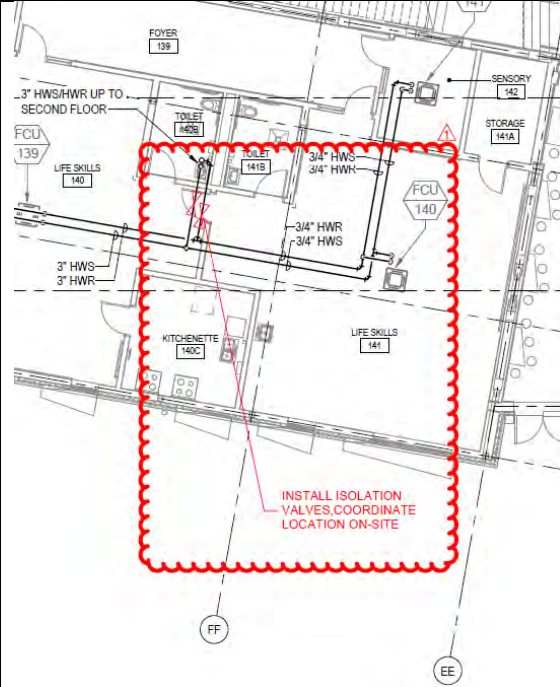 141
FOYER
139
SENSORY
142
3" HWS/HWR UP TO
SECOND FLOOR
TOILET
140B
STORAGE
141A
1
FCU
139
TOILET
141B
3/4" HWS
3/4" HWR
LIFE SKILLS
140
FCU
140
3/4" HWR
3/4" HWS
3" HWS
3" HWR
KITCHENETTE
140C
LIFE SKILLS
141
INSTALL ISOLATION
VALVES,COORDINATE
LOCATION ON-SITE
FF
EE